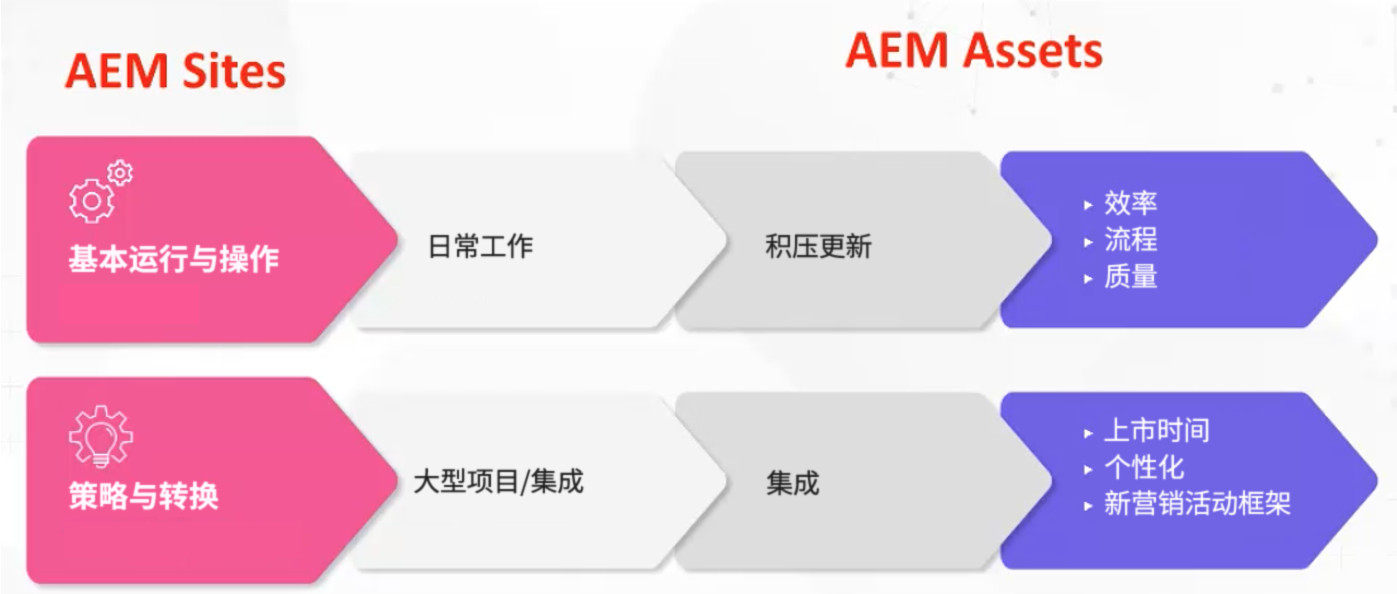 AEM Sites
AEM Assets
基本运行与操作
日常工作
积压更新
效率
流程
质量
策略与转换
大型项目/集成
集成
上市时间
个性化
新营销活动框架